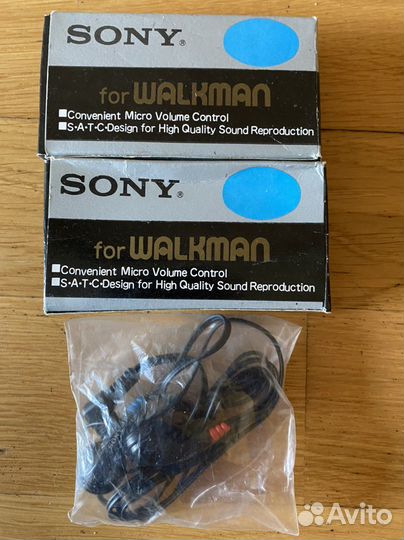 SONY®
for WALKMAN
■Convenient Micro Volume Control
■S•A•T•C•Design for High Quality Sound Reproduction
SONY®
for WALKMAN
■Convenient Micro Volume Control
■S•A•T•C•Design for High Quality Sound Reproduction
Avito